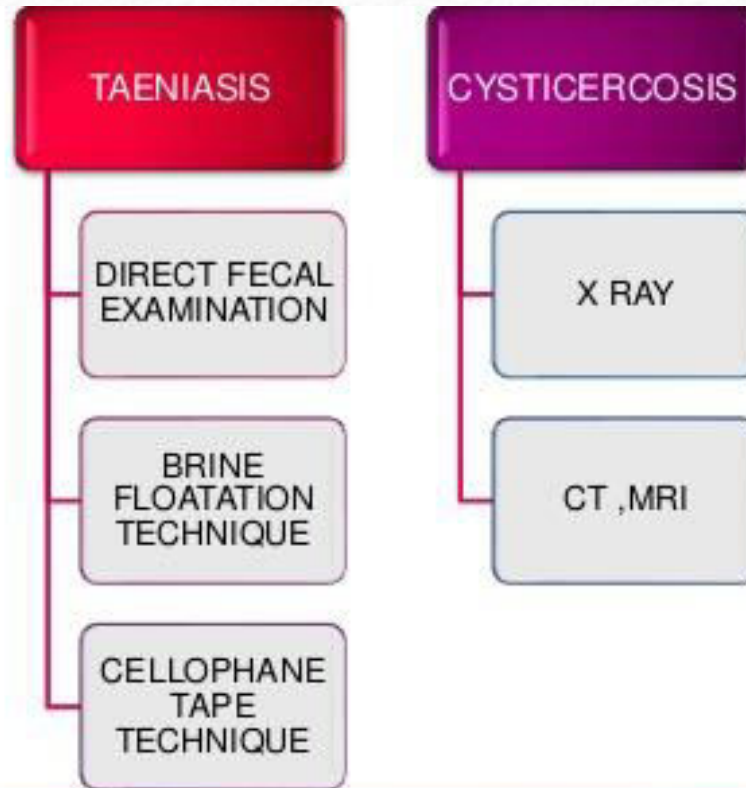 TAENIASIS
DIRECT FECAL
EXAMINATION
BRINE
FLOATATION
TECHNIQUE
CELLOPHANE
TAPE
TECHNIQUE
CYSTICERCOSIS
X RAY
CT ,MRI